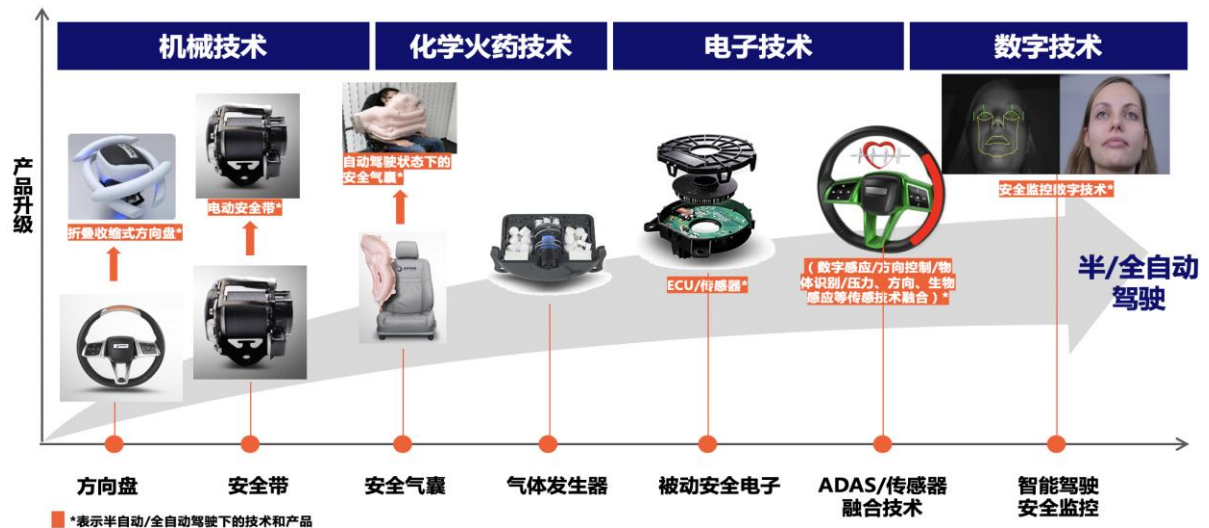 机械技术
化学火药技术
电子技术
数字技术
产品升级
自动驾驶状态下的
安全气囊*
安全监控数字技术*
电动安全带*
折叠收缩式方向盘*
ECU/传感器*
(数字感应/方向控制/物
体识别/压力、方向、生物
感应等传感技术融合)*
半/全自动
驾驶
方向盘
安全带
安全气囊
气体发生器
被动安全电子
ADAS/传感器
融合技术
智能驾驶
安全监控
*表示半自动/全自动驾驶下的技术和产品